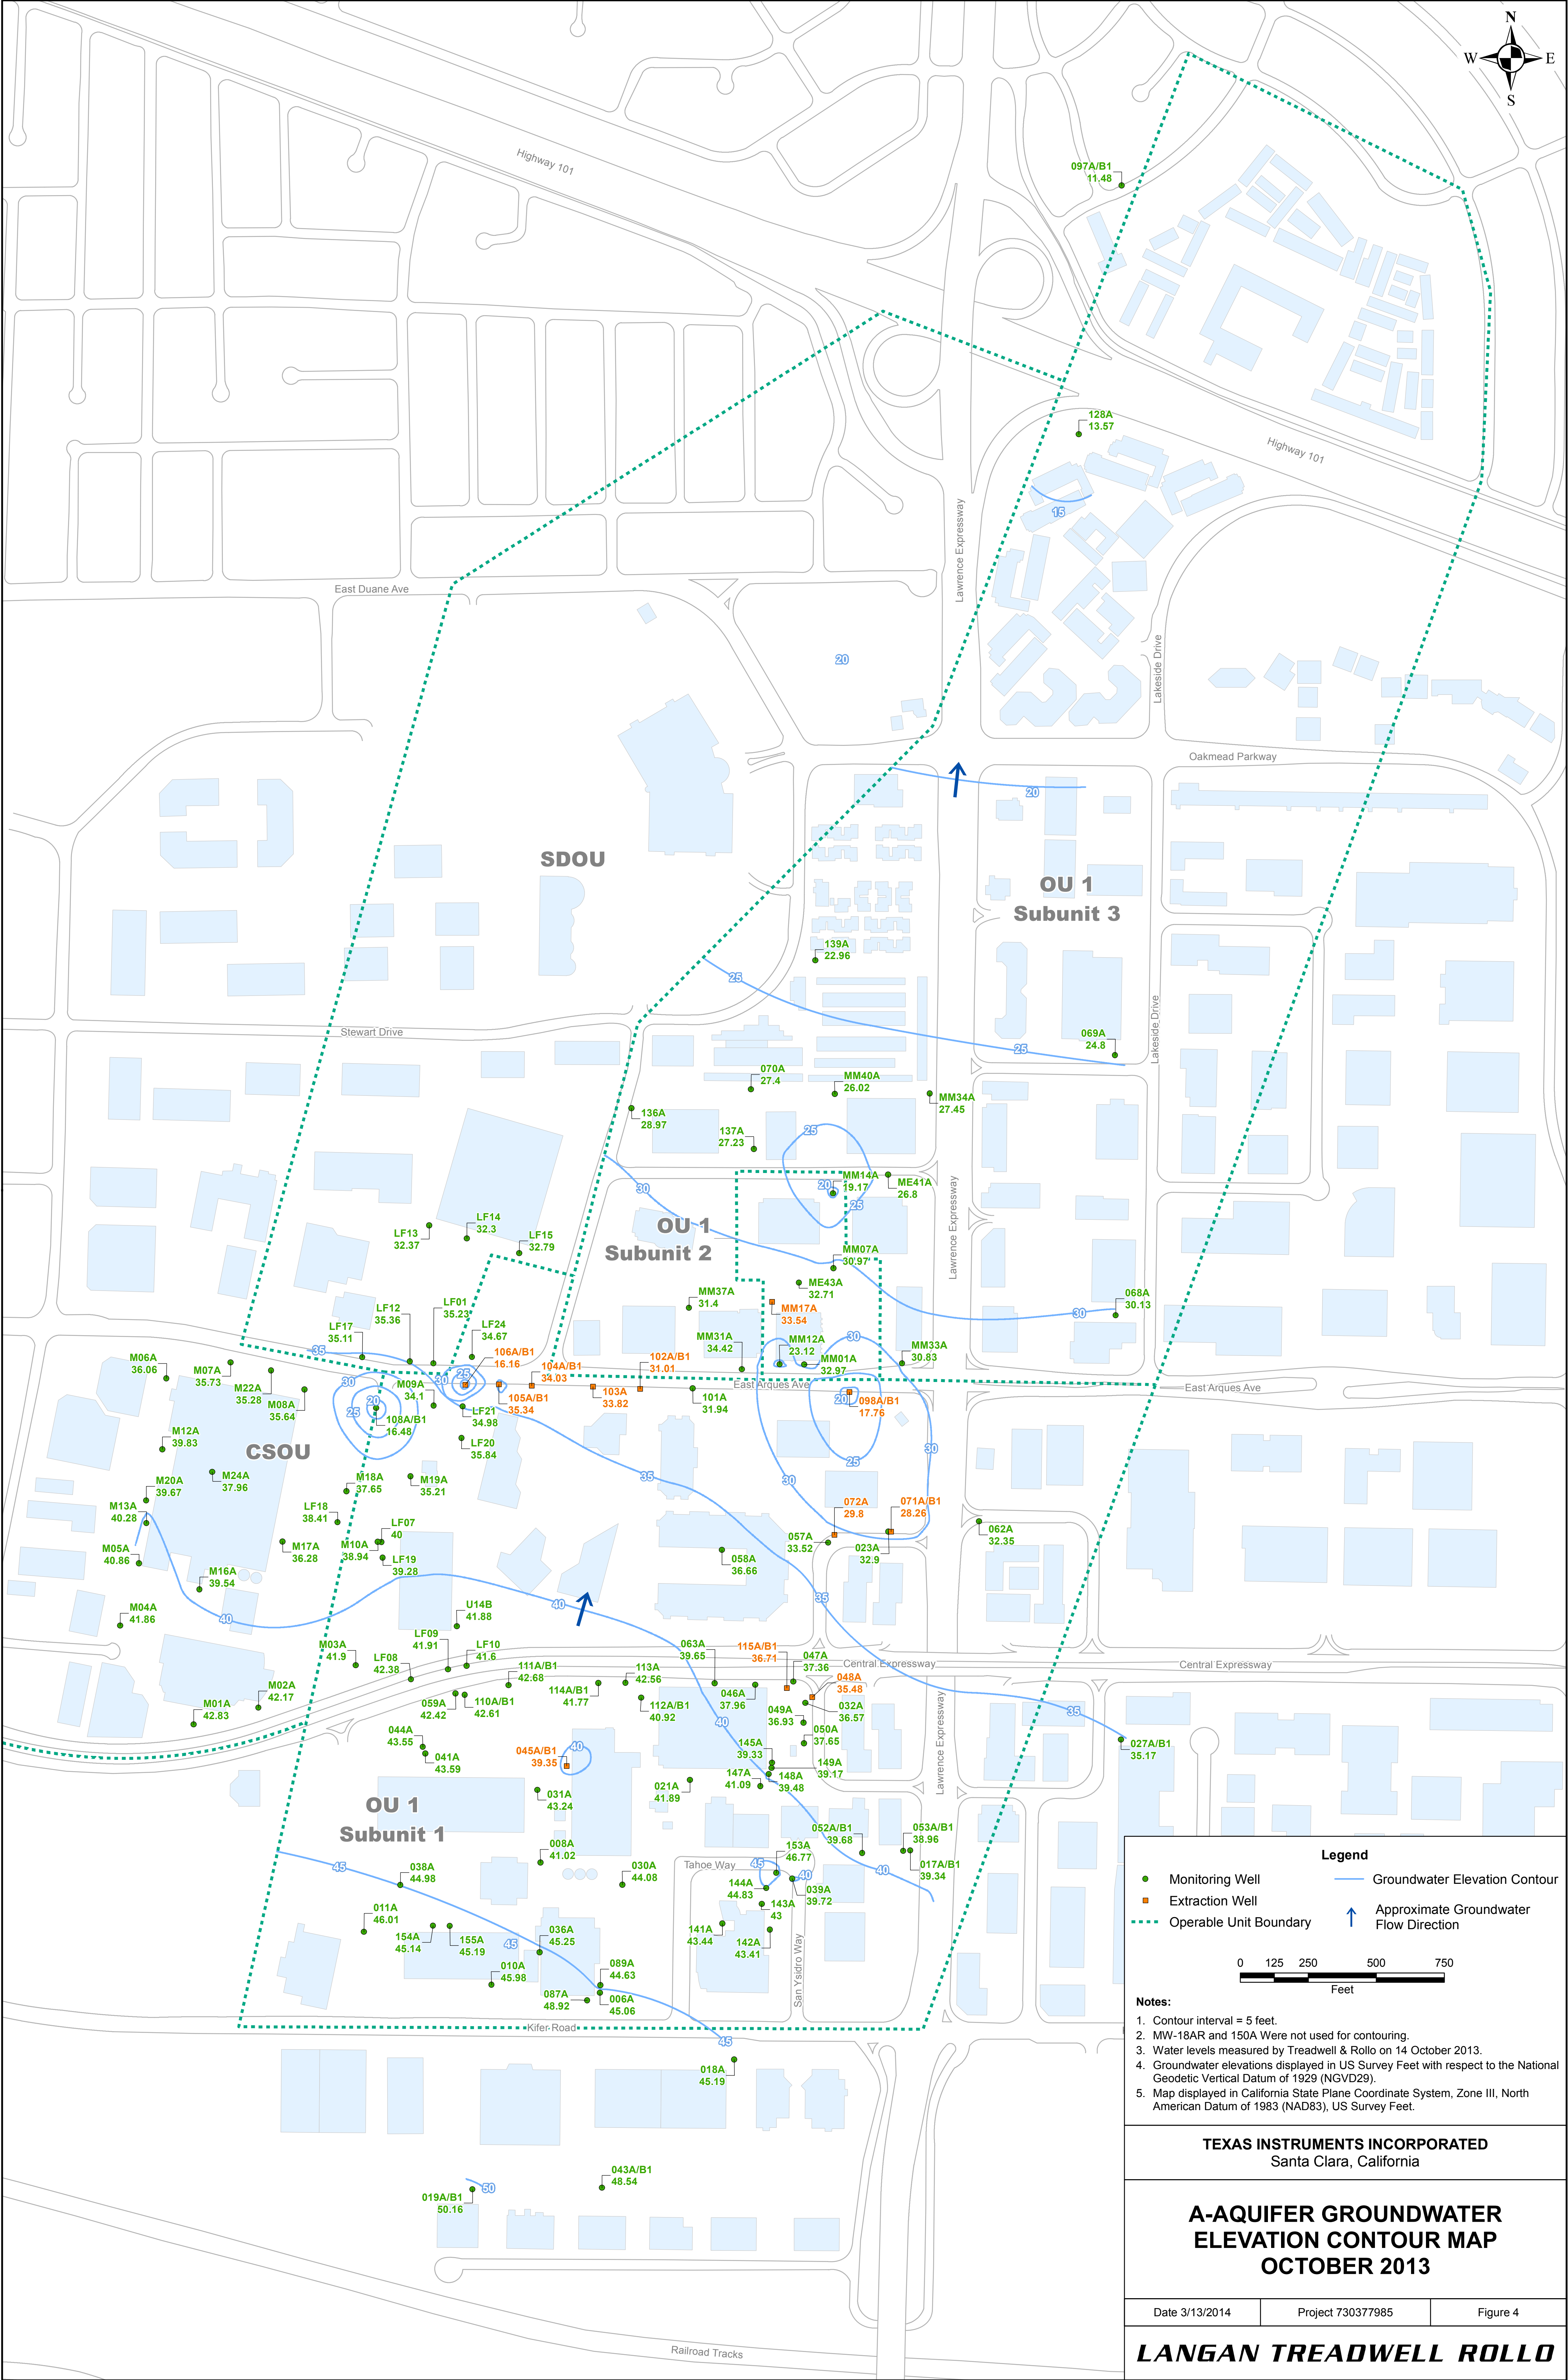 N
W
E
S
Highway 101
097A/B1
11.48
128A
13.57
Highway 101
15
Lawrence Expressway
East Duane Ave
Lakeside Drive
20
Oakmead Parkway
20
SDOU
OU 1
Subunit 3
139A
22.96
25
Stewart Drive
Lakeside Drive
069A
24.8
25
070A
27.4
MM40A
26.02
MM34A
27.45
136A
28.97
137A
27.23
25
MM14A
19.17
20
ME41A
26.8
30
25
Lawrence Expressway
LF14
32.3
LF13
32.37
LF15
32.79
OU 1
Subunit 2
MM07A
30.97
ME43A
32.71
MM37A
31.4
MM17A
33.54
068A
30.13
30
LF12
35.36
LF01
35.23
LF17
35.11
LF24
34.67
30
MM31A
34.42
MM12A
23.12
MM33A
30.83
MM01A
32.97
35
M06A
36.06
M07A
35.73
M22A
35.28
M08A
35.64
106A/B1
16.16
104A/B1
34.03
102A/B1
31.01
25
30
30
M09A
34.1
105A/B1
35.34
103A
33.82
101A
31.94
East Arques Ave
East Arques Ave
20
098A/B1
17.76
20
25
108A/B1
16.48
LF21
34.98
M12A
39.83
CSOU
LF20
35.84
30
25
30
35
M24A
37.96
M18A
37.65
M19A
35.21
M20A
39.67
M13A
40.28
LF18
38.41
072A
29.8
071A/B1
28.26
LF07
40
M10A
38.94
M17A
36.28
LF19
39.28
057A
33.52
023A
32.9
062A
32.35
M05A
40.86
058A
36.66
M16A
39.54
35
M04A
41.86
40
40
U14B
41.88
LF09
41.91
LF10
41.6
M03A
41.9
LF08
42.38
063A
39.65
115A/B1
36.71
047A
37.36
Central Expressway
Central Expressway
111A/B1
42.68
113A
42.56
114A/B1
41.77
048A
35.48
M02A
42.17
M01A
42.83
059A
42.42
110A/B1
42.61
112A/B1
40.92
046A
37.96
049A
36.93
032A
36.57
40
35
050A
37.65
044A
43.55
041A
43.59
045A/B1
39.35
40
145A
39.33
149A
39.17
027A/B1
35.17
Lawrence Expressway
147A
41.09
148A
39.48
021A
41.89
031A
43.24
OU 1
Subunit 1
052A/B1
39.68
053A/B1
38.96
008A
41.02
153A
46.77
017A/B1
39.34
45
Tahoe Way
45
40
40
038A
44.98
030A
44.08
144A
44.83
039A
39.72
143A
43
011A
46.01
154A
45.14
155A
45.19
45
036A
45.25
141A
43.44
142A
43.41
San Ysidro Way
010A
45.98
089A
44.63
087A
48.92
006A
45.06
Kifer Road
45
018A
45.19
043A/B1
48.54
50
019A/B1
50.16
Railroad Tracks
Legend
Monitoring Well
Extraction Well
Operable Unit Boundary
Groundwater Elevation Contour
Approximate Groundwater
Flow Direction
0 125 250 500 750
Feet
Notes:
1. Contour interval = 5 feet.
2. MW-18AR and 150A Were not used for contouring.
3. Water levels measured by Treadwell & Rollo on 14 October 2013.
4. Groundwater elevations displayed in US Survey Feet with respect to the National
Geodetic Vertical Datum of 1929 (NGVD29).
5. Map displayed in California State Plane Coordinate System, Zone III, North
American Datum of 1983 (NAD83), US Survey Feet.
TEXAS INSTRUMENTS INCORPORATED
Santa Clara, California
A-AQUIFER GROUNDWATER
ELEVATION CONTOUR MAP
OCTOBER 2013
Date 3/13/2014
Project 730377985
Figure 4
LANGAN TREADWELL ROLLO